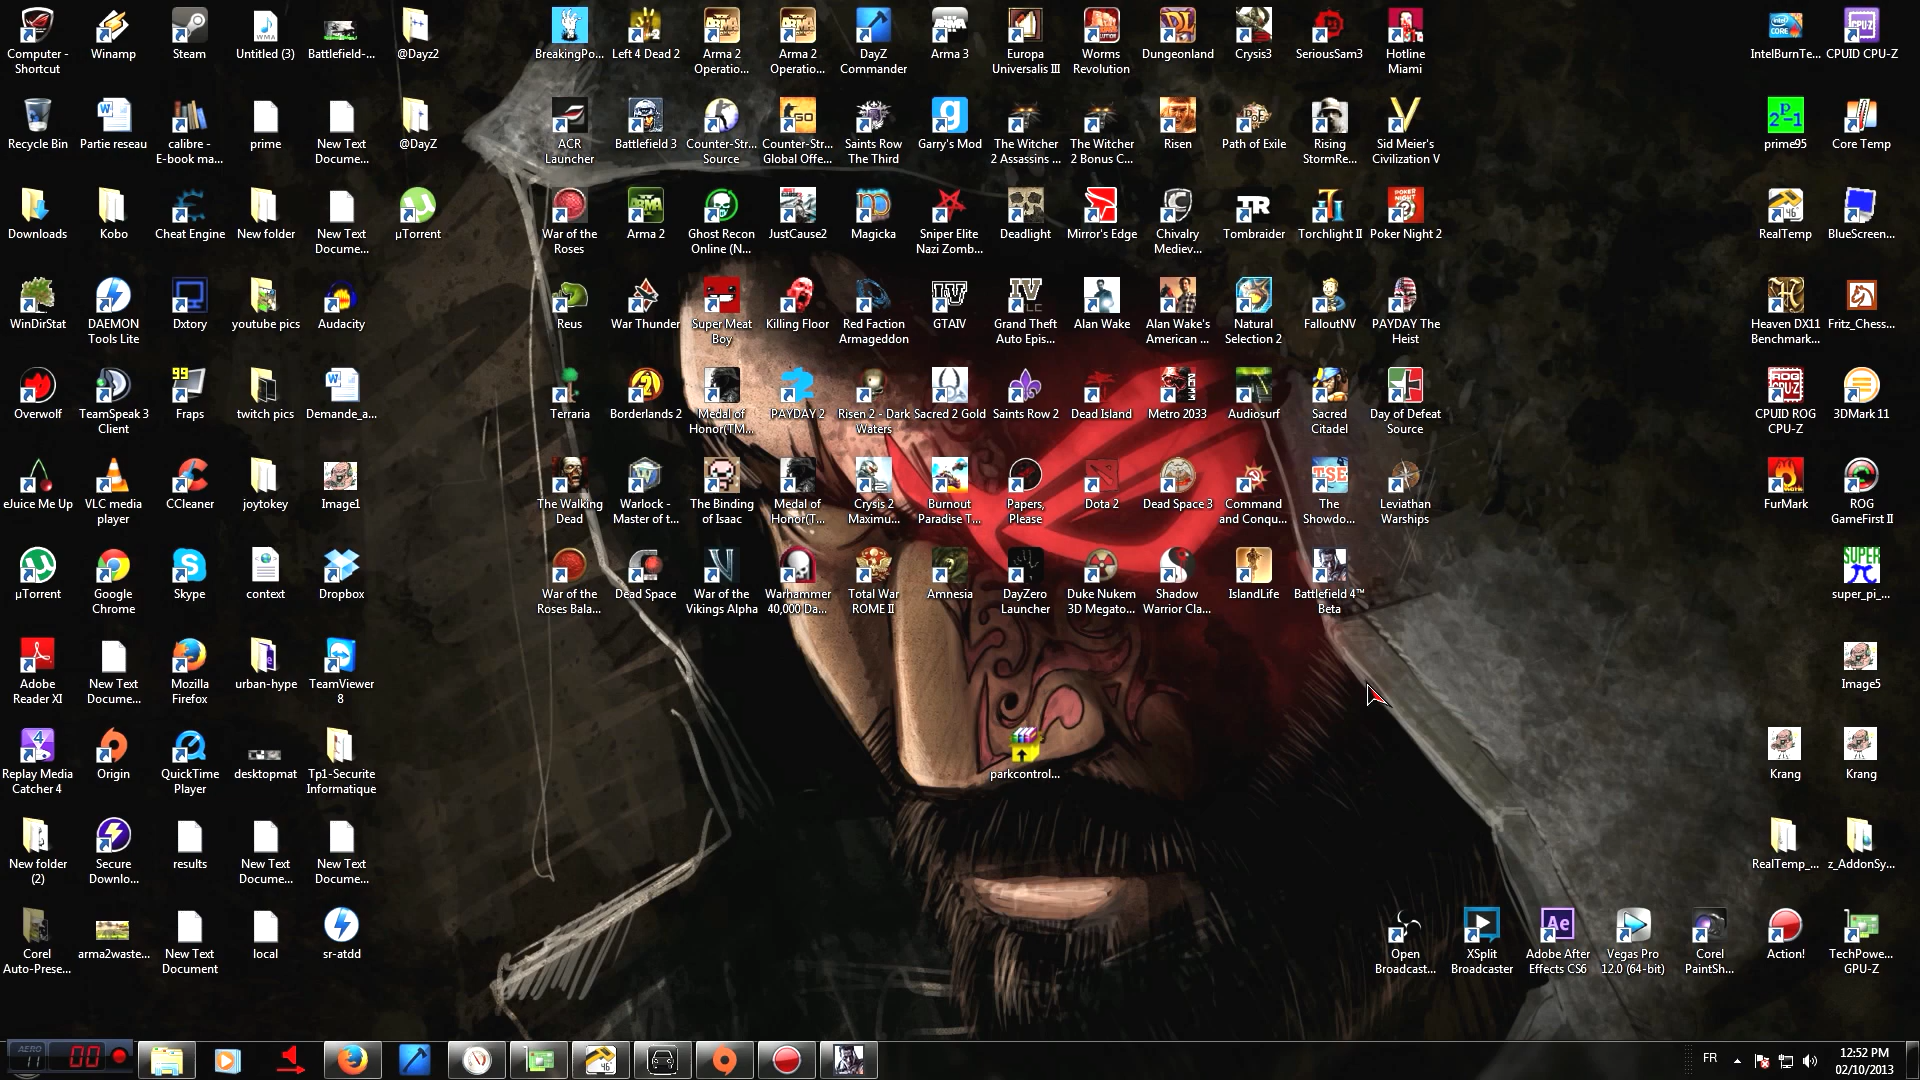 Computer - Shortcut
Winamp
Steam
Untitled (3)
Battlefield-...
@Dayz2
BreakingPo...
Left 4 Dead 2
Arma 2 Operatio...
Arma 2 Operatio...
DayZ Commander
Arma 3
Europa Universalis III
Worms Revolution
Dungeonland
Crysis3
SeriousSam3
Hotline Miami
IntelBurnTe...
CPUID CPU-Z
Recycle Bin
Partie reseau
calibre - E-book ma...
prime
New Text Docume...
@DayZ
ACR Launcher
Battlefield 3
Counter-Str... Source
Counter-Str... Global Offe...
Saints Row The Third
Garry's Mod
The Witcher 2 Assassins ...
The Witcher 2 Bonus C...
Risen
Path of Exile
Rising StormRe...
Sid Meier's Civilization V
prime95
Core Temp
Downloads
Kobo
Cheat Engine
New folder
New Text Docume...
µTorrent
War of the Roses
Arma 2
Ghost Recon Online (N...
JustCause2
Magicka
Sniper Elite Nazi Zomb...
Deadlight
Mirror's Edge
Chivalry Mediev...
Tombraider
Torchlight II
Poker Night 2
RealTemp
BlueScreen...
WinDirStat
DAEMON Tools Lite
Dxtory
youtube pics
Audacity
Reus
War Thunder
Super Meat Boy
Killing Floor
Red Faction Armageddon
GTAIV
Grand Theft Auto Epis...
Alan Wake
Alan Wake's American ...
Natural Selection 2
FalloutNV
PAYDAY The Heist
Heaven DX11 Benchmark...
Fritz_Chess...
Overwolf
TeamSpeak 3 Client
Fraps
twitch pics
Demande_a...
Terraria
Borderlands 2
Medal of Honor(TM...
PAYDAY 2
Risen 2 - Dark Waters
Sacred 2 Gold
Saints Row 2
Dead Island
Metro 2033
Audiosurf
Sacred Citadel
Day of Defeat Source
CPUID ROG CPU-Z
3DMark 11
eJuice Me Up
VLC media player
CCleaner
joytokey
Image1
The Walking Dead
Warlock - Master of t...
The Binding of Isaac
Medal of Honor(T...
Crysis 2 Maximu...
Burnout Paradise T...
Papers, Please
Dota 2
Dead Space 3
Command and Conqu...
The Showdo...
Leviathan Warships
FurMark
ROG GameFirst II
µTorrent
Google Chrome
Skype
context
Dropbox
War of the Roses Bala...
Dead Space
War of the Vikings Alpha
Warhammer 40,000 Da...
Total War ROME II
Amnesia
DayZero Launcher
Duke Nukem 3D Megato...
Shadow Warrior Cla...
IslandLife
Battlefield 4™ Beta
super_pi_...
Adobe Reader XI
New Text Docume...
Mozilla Firefox
urban-hype
TeamViewer 8
Image5
Replay Media Catcher 4
Origin
QuickTime Player
desktopmat
Tp1-Securite Informatique
parkcontrol...
Krang
Krang
New folder (2)
Secure Downlo...
results
New Text Docume...
New Text Docume...
RealTemp_...
z_AddonSy...
Corel Auto-Prese...
arma2waste...
New Text Document
local
sr-atdd
Open Broadcast...
XSplit Broadcaster
Adobe After Effects CS6
Vegas Pro 12.0 (64-bit)
Corel PaintSh...
Action!
TechPowe... GPU-Z
AERO
00
FR
12:52 PM
02/10/2013